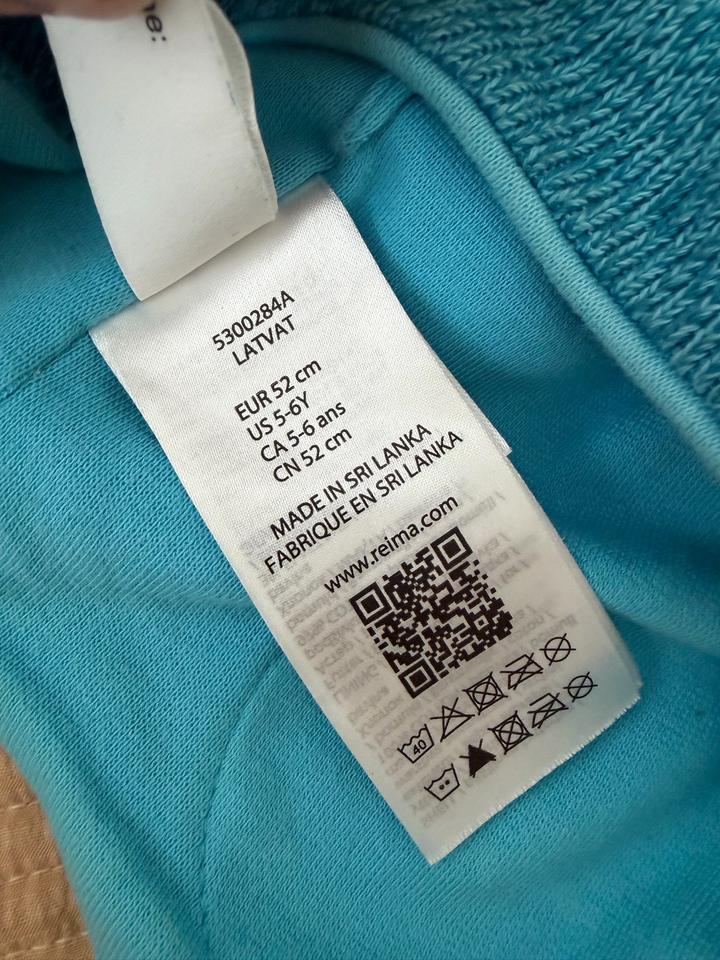 5300284A
LATVAT
EUR 52 cm
US 5-6Y
CA 5-6 ans
CN 52 cm
MADE IN SRI LANKA
FABRIQUE EN SRI LANKA
www.reima.com
40